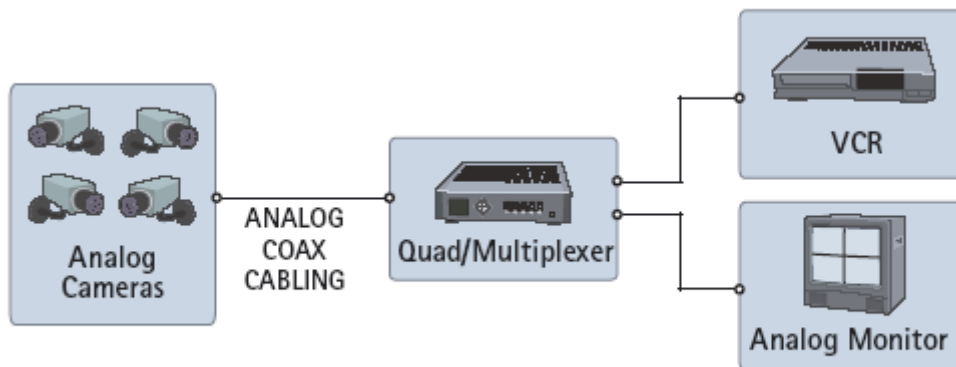 Analog
Cameras
ANALOG
COAX
CABLING
Quad/Multiplexer
VCR
Analog Monitor